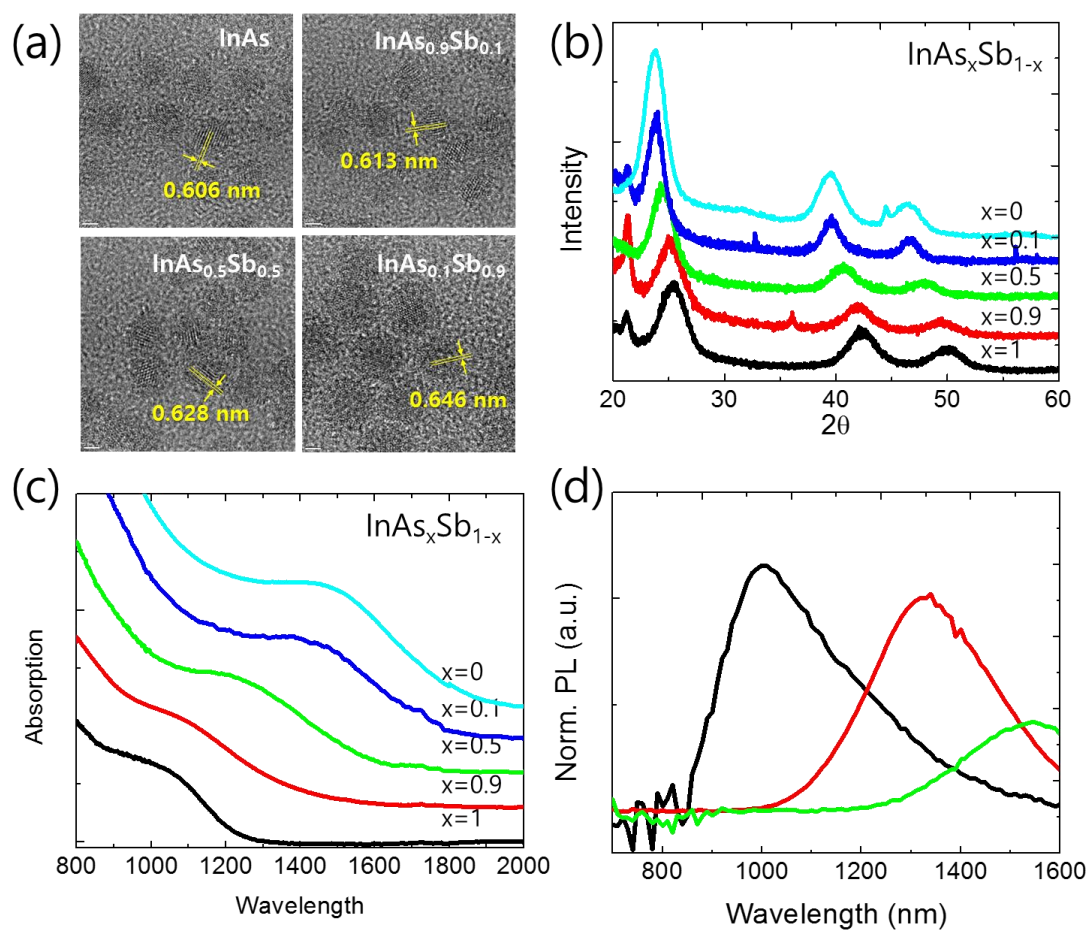 (a)
InAs
0.606 nm
InAs₀.₉Sb₀.₁
0.613 nm
InAs₀.₅Sb₀.₅
0.628 nm
InAs₀.₁Sb₀.₉
0.646 nm
(b)
InAsₓSb₁₋ₓ
Intensity
x=0
x=0.1
x=0.5
x=0.9
x=1
20 30 40 50 60
2θ
(c)
InAsₓSb₁₋ₓ
Absorption
x=0
x=0.1
x=0.5
x=0.9
x=1
800 1000 1200 1400 1600 1800 2000
Wavelength
(d)
Norm. PL (a.u.)
800 1000 1200 1400 1600
Wavelength (nm)